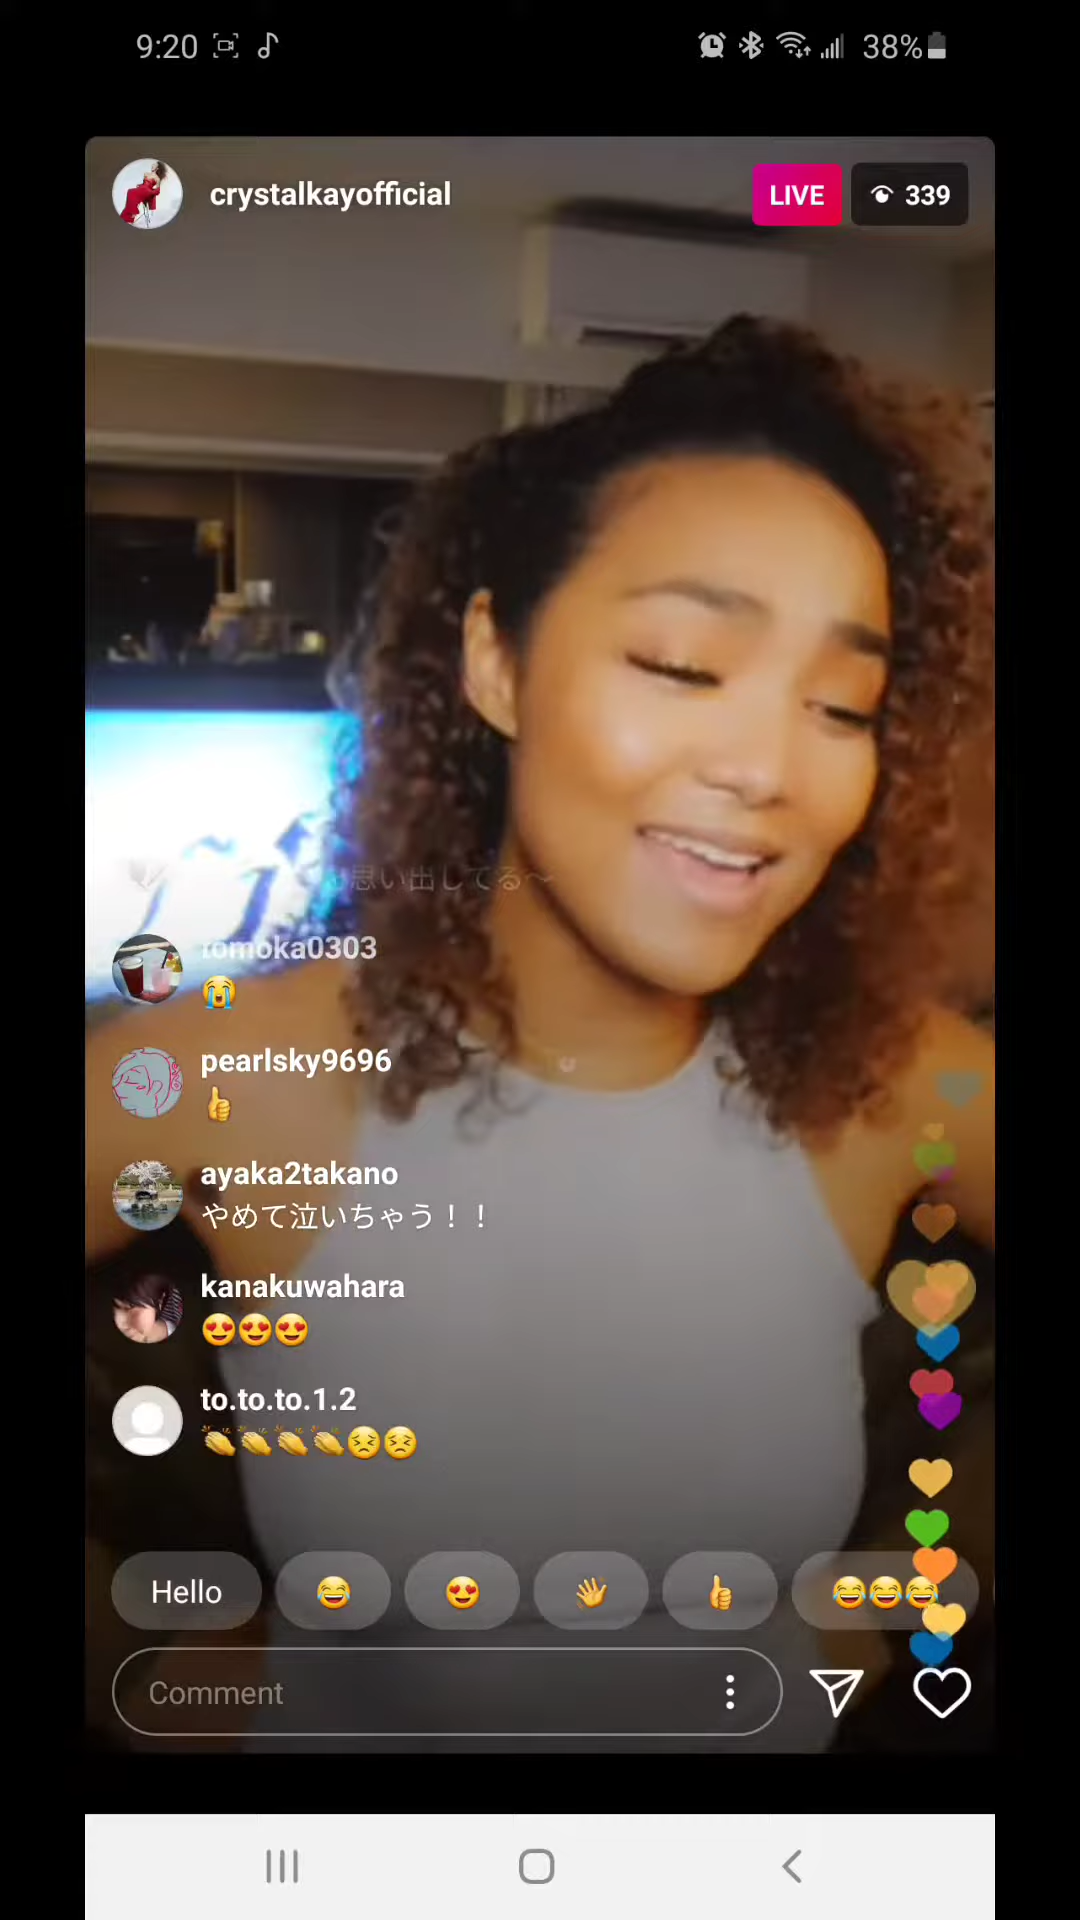 9:20
38%
crystalkayofficial
LIVE
339
思い出してる〜
tomoka0303
😭
pearlsky9696
👍
ayaka2takano
やめて泣いちゃう！！
kanakuwahara
😍😍😍
to.to.to.1.2
👏👏👏👏😣😣
Hello 😂 😍 👋 👍 😂😂😂
Comment